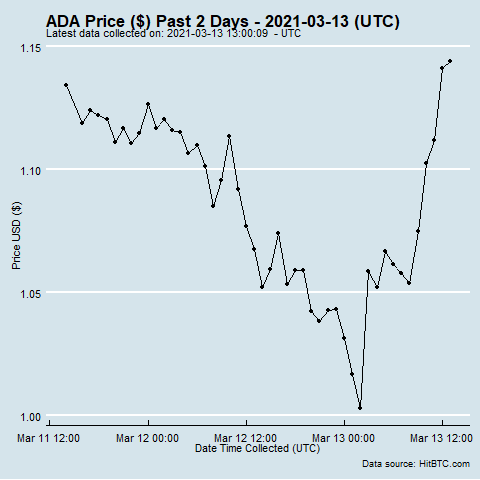 ADA Price ($) Past 2 Days - 2021-03-13 (UTC)
Latest data collected on: 2021-03-13 13:00:09 - UTC
1.15
1.10
1.05
1.00
Price USD ($)
Mar 11 12:00 Mar 12 00:00 Mar 12 12:00 Mar 13 00:00 Mar 13 12:00
Date Time Collected (UTC)
Data source: HitBTC.com